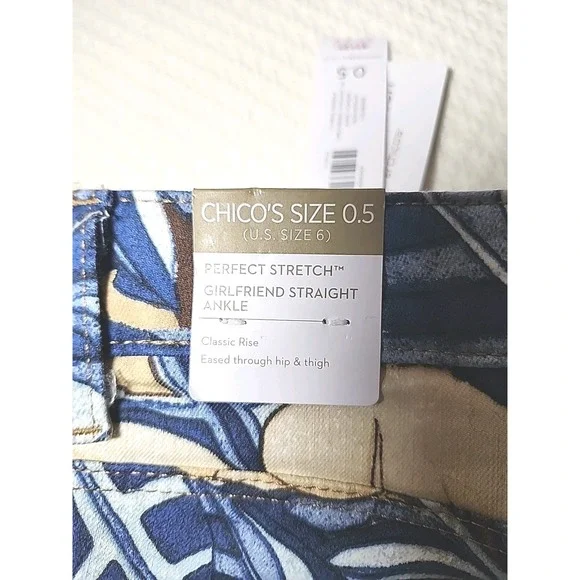 CHICO'S SIZE 0.5
(U.S. SIZE 6)
PERFECT STRETCH™
GIRLFRIEND STRAIGHT
ANKLE
Classic Rise
Eased through hip & thigh